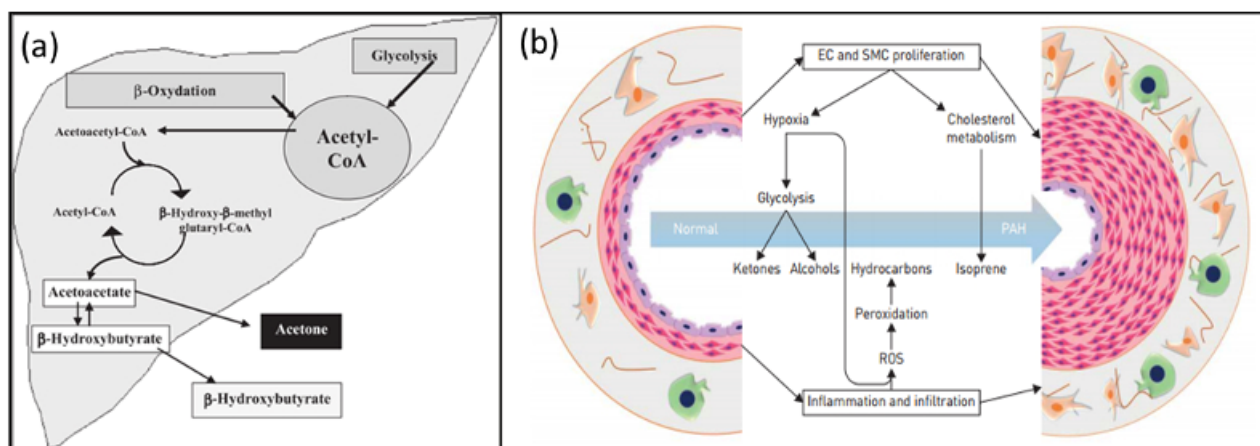 (a)
Glycolysis
β-Oxydation
Acetyl-
CoA
Acetoacetyl-CoA
Acetyl-CoA
β-Hydroxy-β-methyl
glutaryl-CoA
Acetoacetate
β-Hydroxybutyrate
Acetone
β-Hydroxybutyrate
(b)
EC and SMC proliferation
Hypoxia
Cholesterol
metabolism
Glycolysis
Normal
PAH
Ketones
Alcohols
Hydrocarbons
Isoprene
Peroxidation
ROS
Inflammation and infiltration